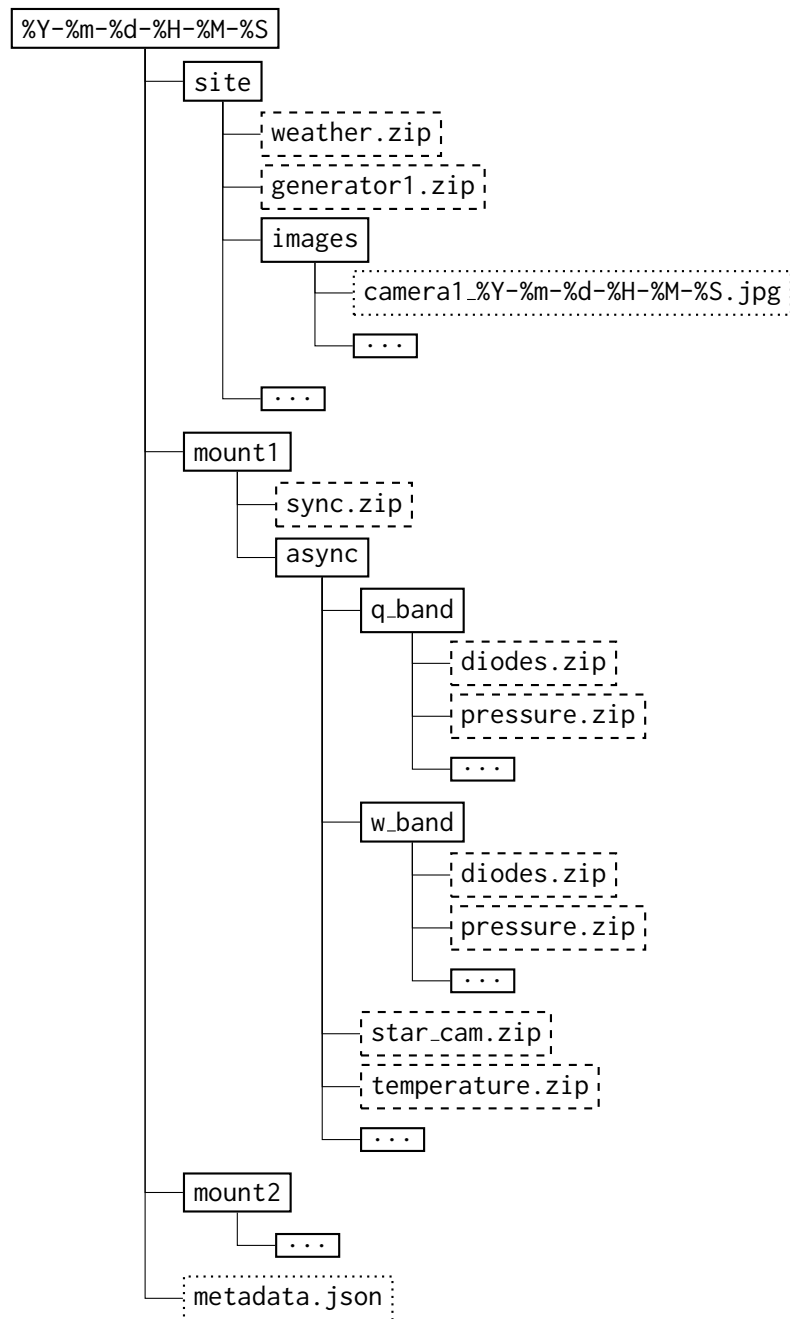 %Y-%m-%d-%H-%M-%S
site
weather.zip
generator1.zip
images
camera1_%Y-%m-%d-%H-%M-%S.jpg
...
...
mount1
sync.zip
async
q_band
diodes.zip
pressure.zip
...
w_band
diodes.zip
pressure.zip
...
star_cam.zip
temperature.zip
...
mount2
...
metadata.json